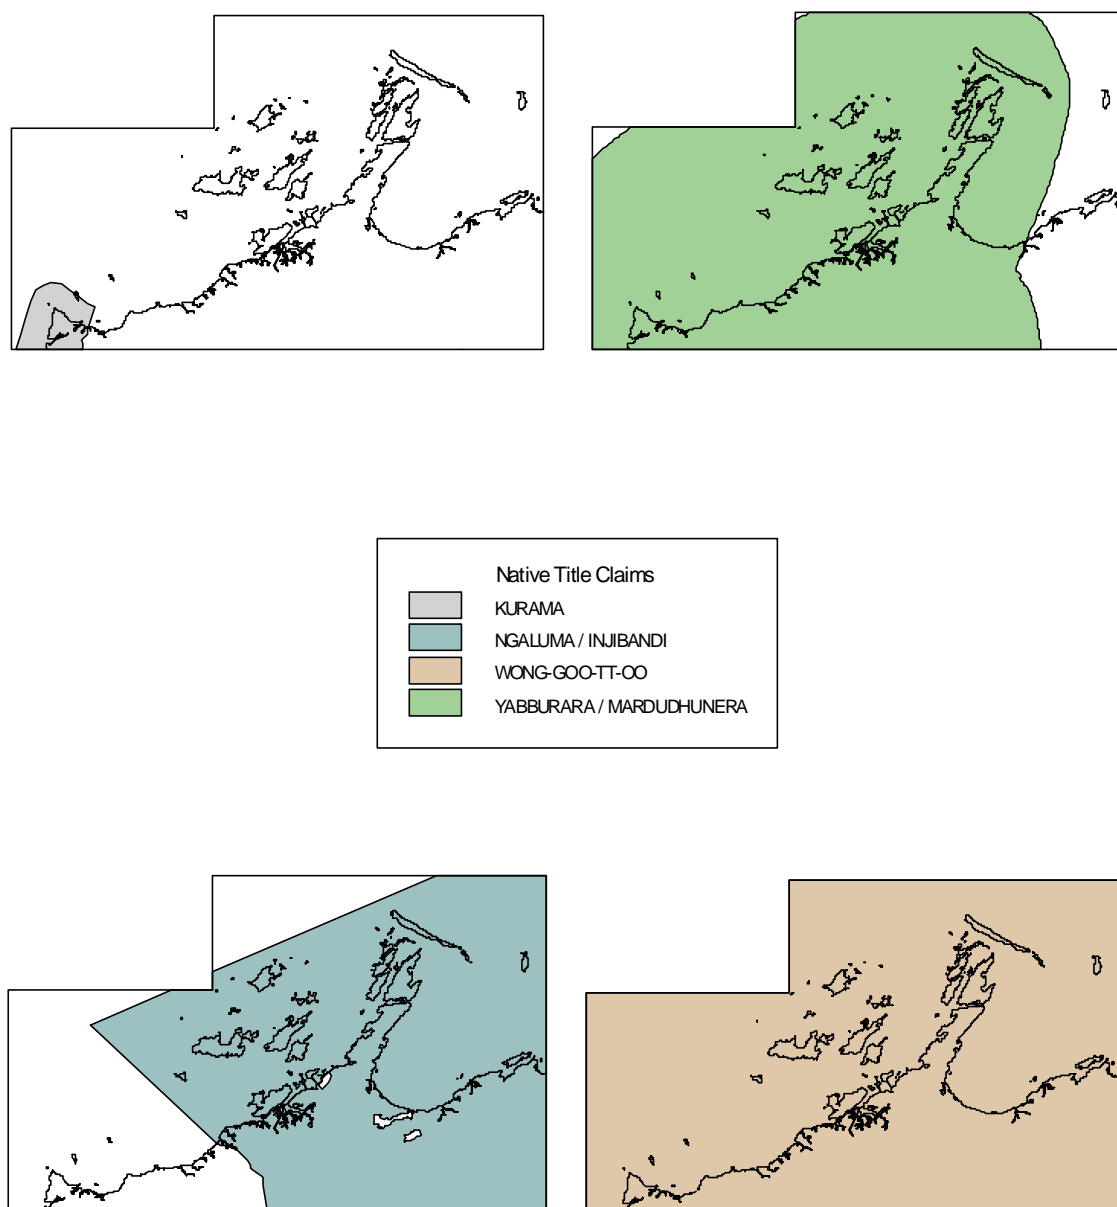 Native Title Claims
KURAMA
NGALUMA / INJIBANDI
WONG-GOO-TT-OO
YABBURARA / MARDUDHUNERA